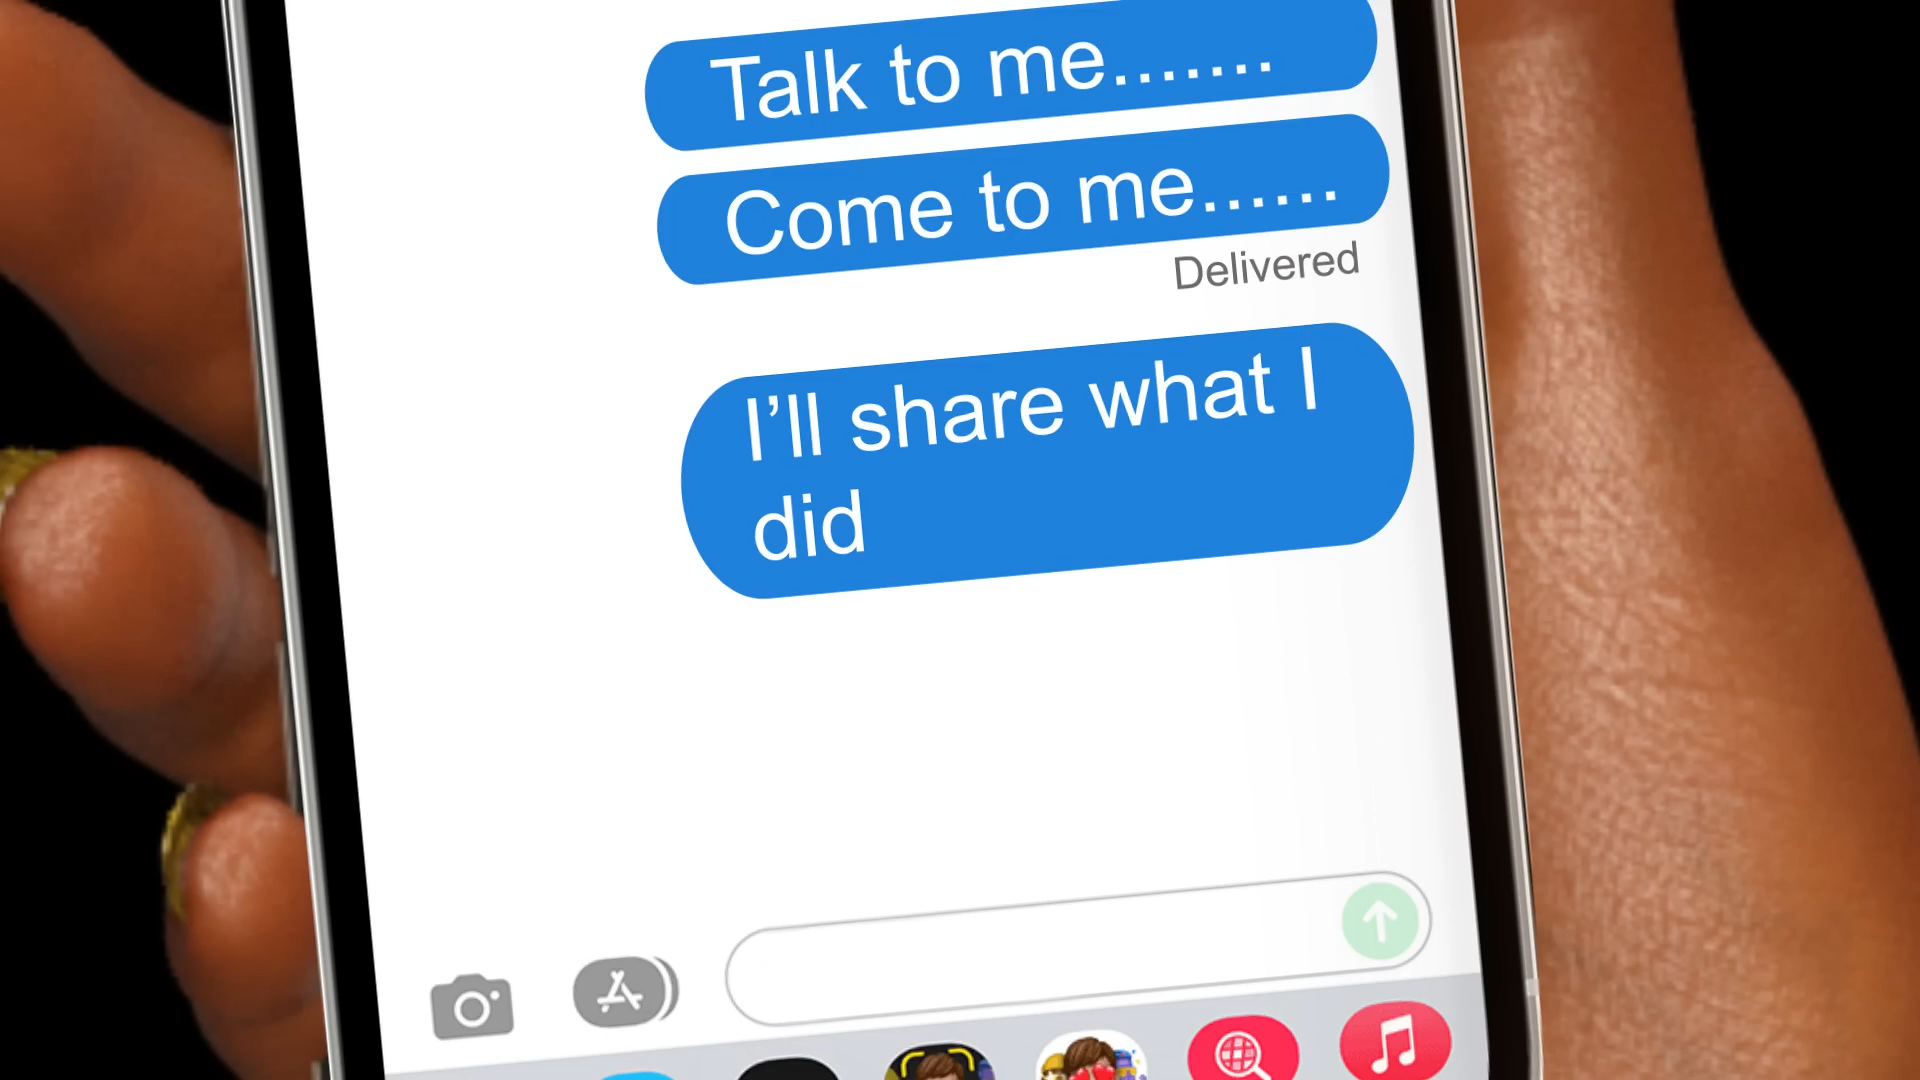 Talk to me.......
Come to me......
Delivered
I’ll share what I
did